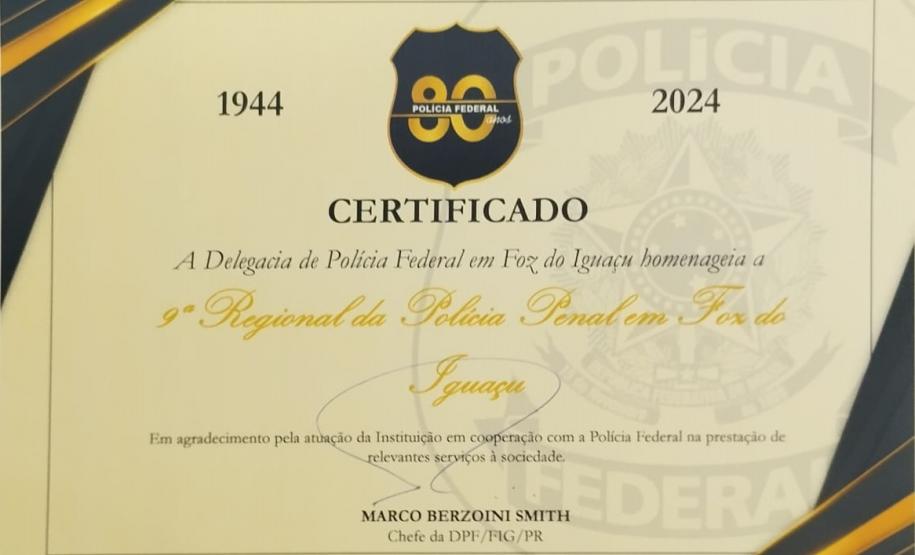 1944
2024
80
POLÍCIA FEDERAL
anos
POLÍCIA
CERTIFICADO
A Delegacia de Polícia Federal em Foz do Iguaçu homenageia a
9ª Regional da Polícia Penal em Foz do
Iguaçu
Em agradecimento pela atuação da Instituição em cooperação com a Polícia Federal na prestação de
relevantes serviços à sociedade.
FEDERAL
MARCO BERZOINI SMITH
Chefe da DPF/FIG/PR